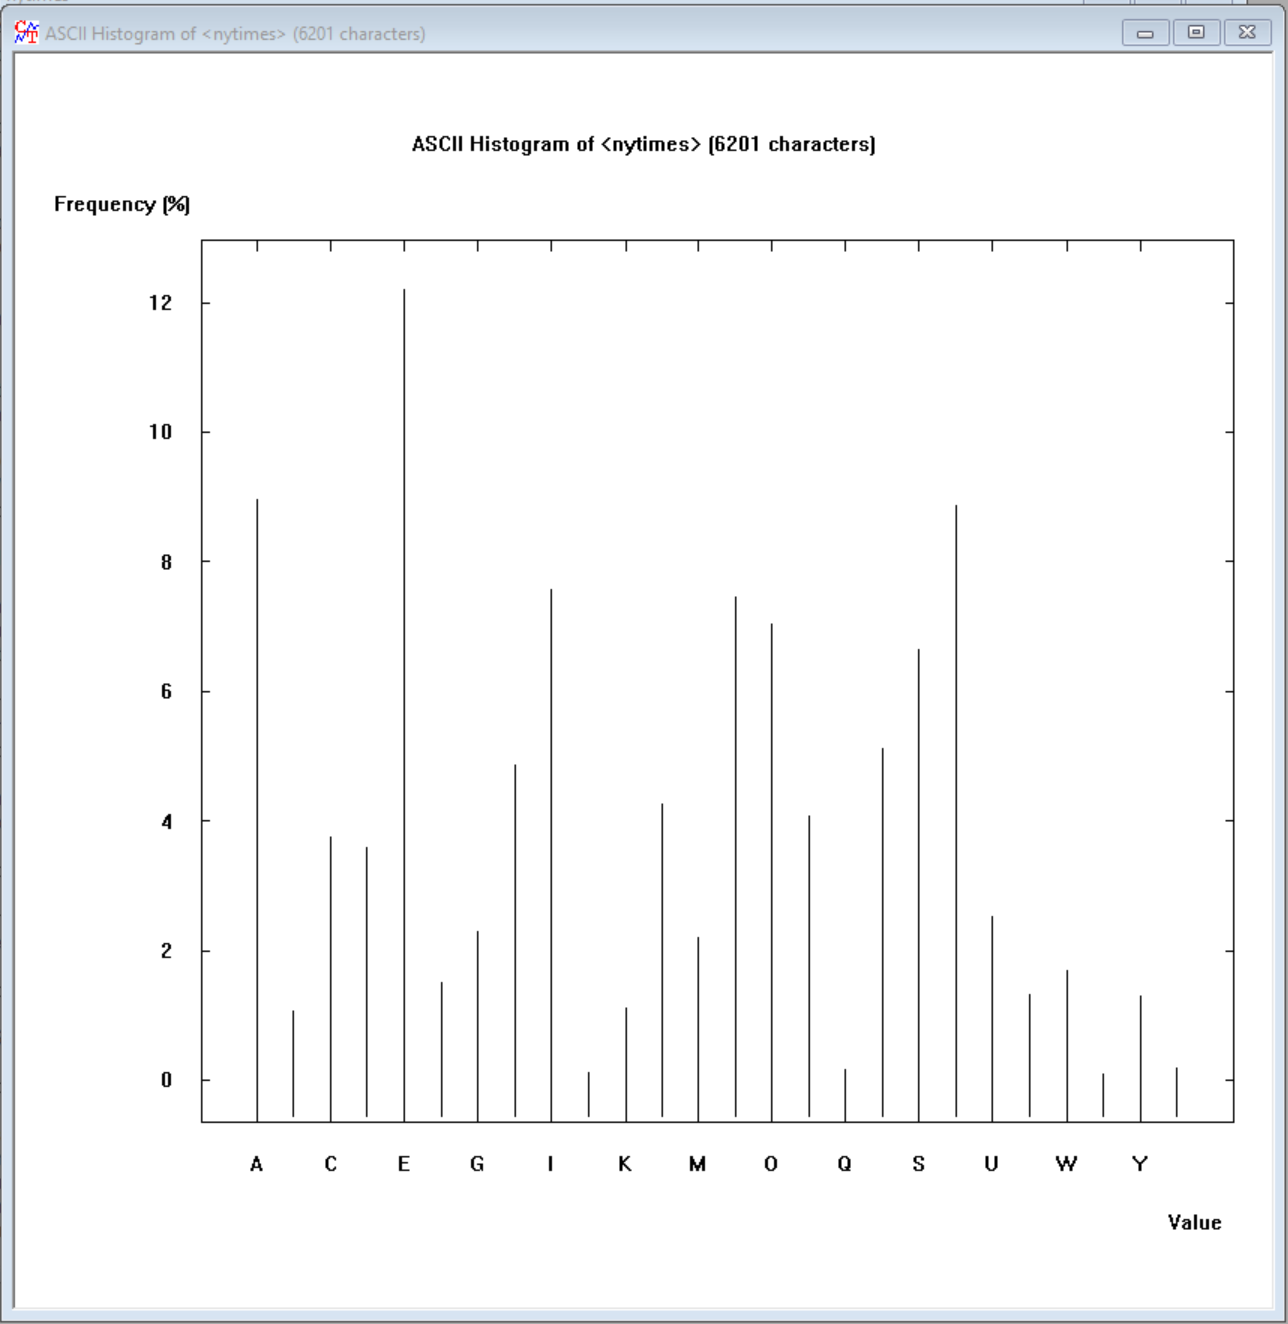 ASCII Histogram of <nytimes> (6201 characters)
ASCII Histogram of <nytimes> (6201 characters)
Frequency (%)
12
10
8
6
4
2
0
A C E G I K M O Q S U W Y
Value